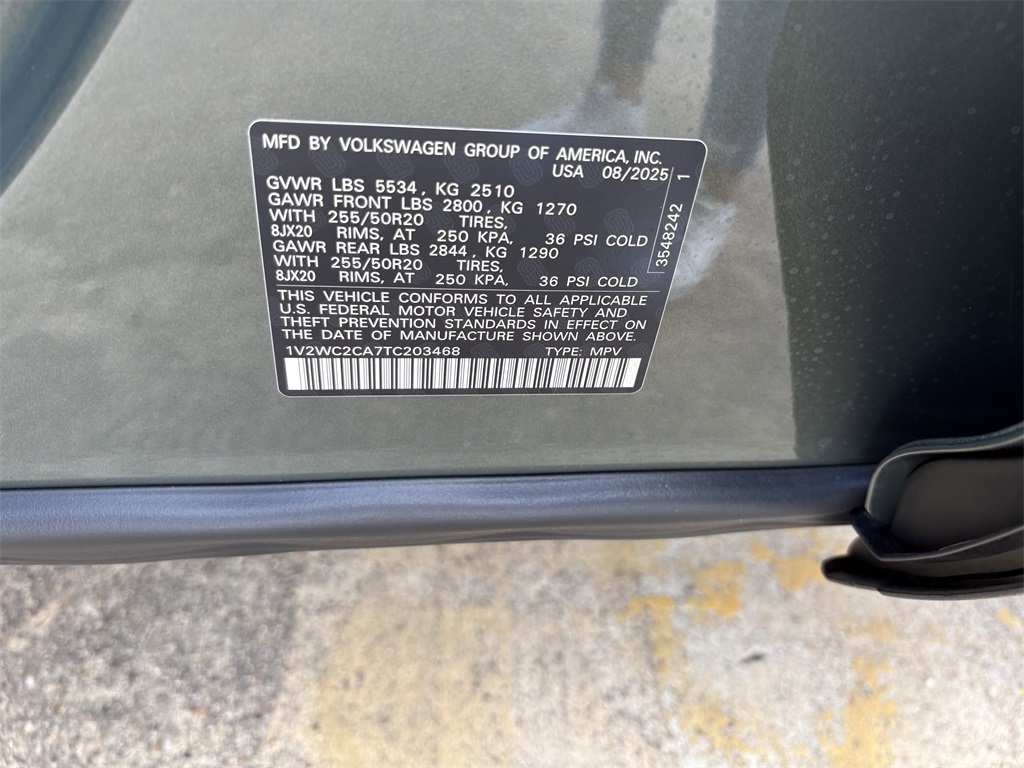 MFD BY VOLKSWAGEN GROUP OF AMERICA, INC.
USA 08/2025
GVWR LBS 5534, KG 2510
GAWR FRONT LBS 2800, KG 1270
WITH 255/50R20 TIRES,
8JX20 RIMS, AT 250 KPA, 36 PSI COLD
GAWR REAR LBS 2844, KG 1290
WITH 255/50R20 TIRES,
8JX20 RIMS, AT 250 KPA, 36 PSI COLD
3548242 1
THIS VEHICLE CONFORMS TO ALL APPLICABLE
U.S. FEDERAL MOTOR VEHICLE SAFETY AND
THEFT PREVENTION STANDARDS IN EFFECT ON
THE DATE OF MANUFACTURE SHOWN ABOVE.
1V2WC2CA7TC203468 TYPE: MPV